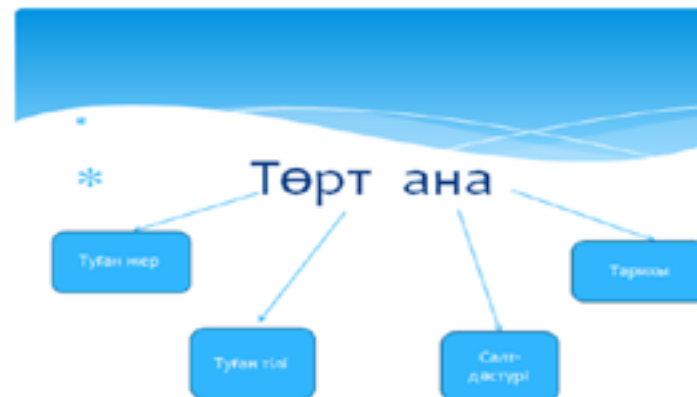 * Төрт ана
Туған жер
Тарихы
Туған тілі
Салт-
дәстүрі